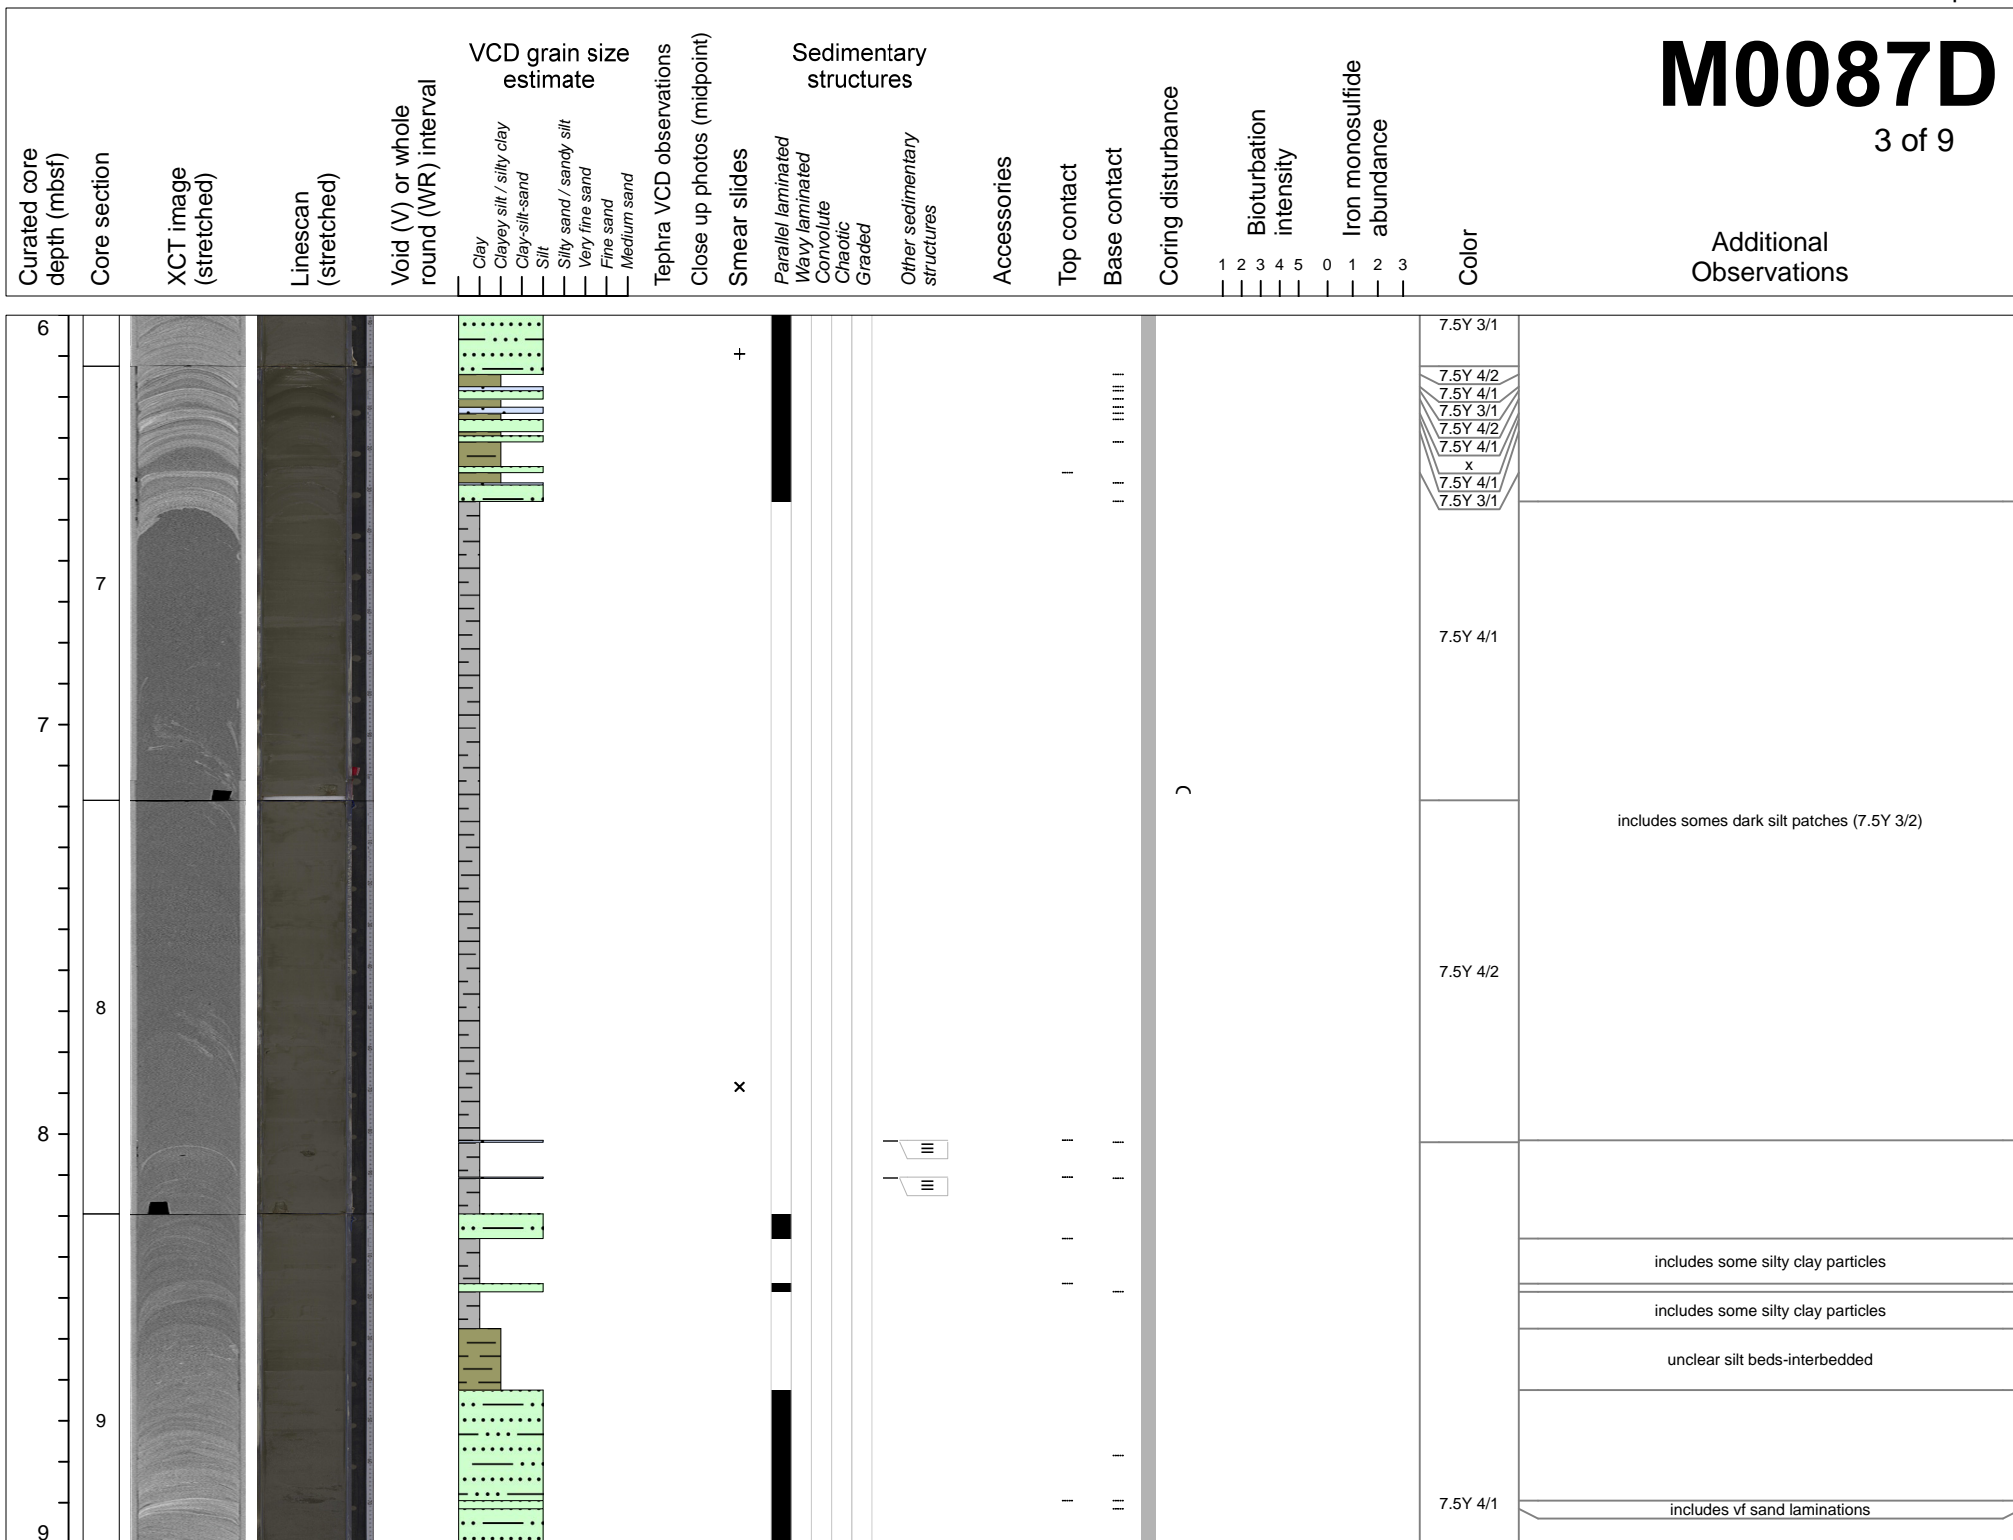 M0087D
3 of 9
Curated core
depth (mbsf)
Core section
XCT image
(stretched)
Linescan
(stretched)
Void (V) or whole
round (WR) interval
VCD grain size
estimate
Clay
Clayey silt / silty clay
Clay-silt-sand
Silt
Silty sand / sandy silt
Very fine sand
Fine sand
Medium sand
Tephra VCD observations
Close up photos (midpoint)
Smear slides
Sedimentary
structures
Parallel laminated
Wavy laminated
Convolute
Chaotic
Graded
Other sedimentary
structures
Accessories
Top contact
Base contact
Coring disturbance
Bioturbation
intensity
1 2 3 4 5
Iron monosulfide
abundance
0 1 2 3
Color
Additional
Observations
6
7.5Y 3/1
+
7.5Y 4/2
7.5Y 4/1
7.5Y 3/1
7.5Y 4/2
7.5Y 4/1
x
7.5Y 4/1
7.5Y 3/1
7
7.5Y 4/1
7
includes somes dark silt patches (7.5Y 3/2)
7.5Y 4/2
8
x
8
includes some silty clay particles
includes some silty clay particles
unclear silt beds-interbedded
9
7.5Y 4/1
includes vf sand laminations
9